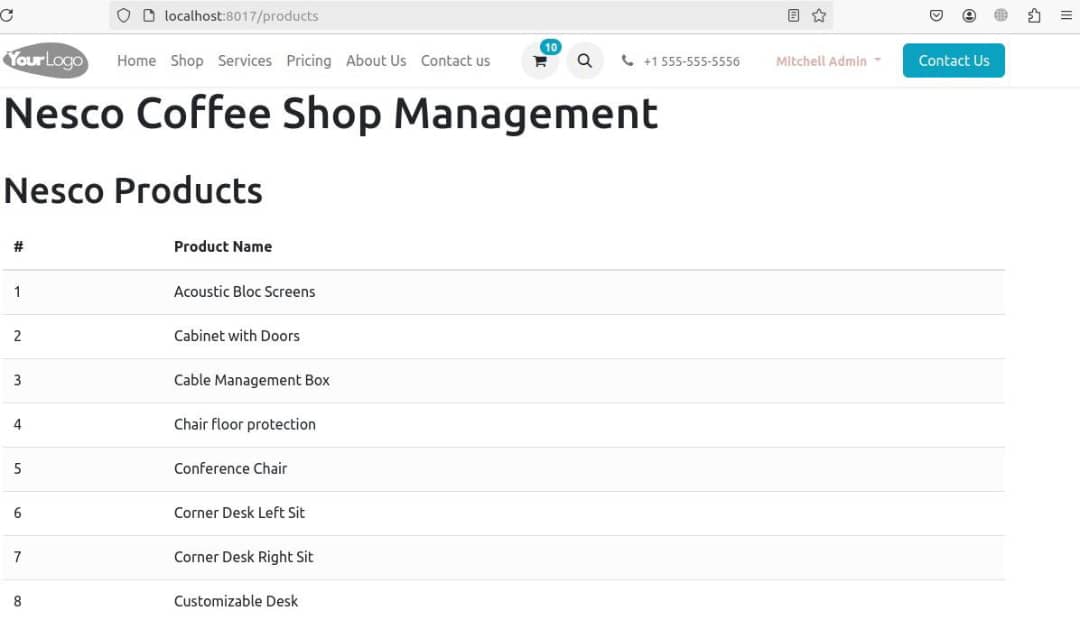 localhost:8017/products
YourLogo Home Shop Services Pricing About Us Contact us 10 +1 555-555-5556 Mitchell Admin Contact Us
Nesco Coffee Shop Management
Nesco Products
# Product Name
1 Acoustic Bloc Screens
2 Cabinet with Doors
3 Cable Management Box
4 Chair floor protection
5 Conference Chair
6 Corner Desk Left Sit
7 Corner Desk Right Sit
8 Customizable Desk